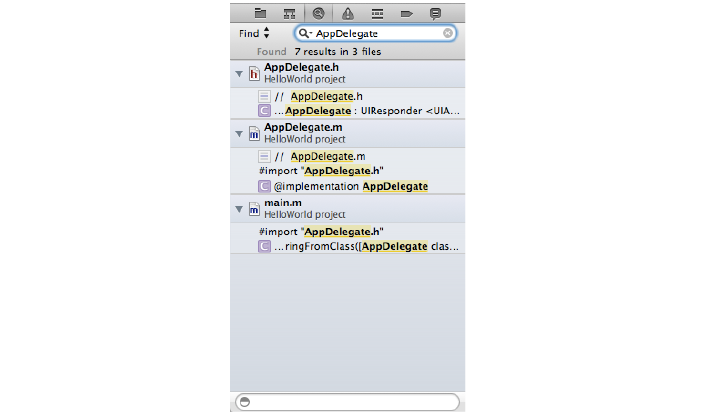 Find AppDelegate
Found 7 results in 3 files
h AppDelegate.h
HelloWorld project
// AppDelegate.h
C ...AppDelegate : UIResponder <UIA...
m AppDelegate.m
HelloWorld project
// AppDelegate.m
#import "AppDelegate.h"
C @implementation AppDelegate
m main.m
HelloWorld project
#import "AppDelegate.h"
C ...ringFromClass([AppDelegate clas...